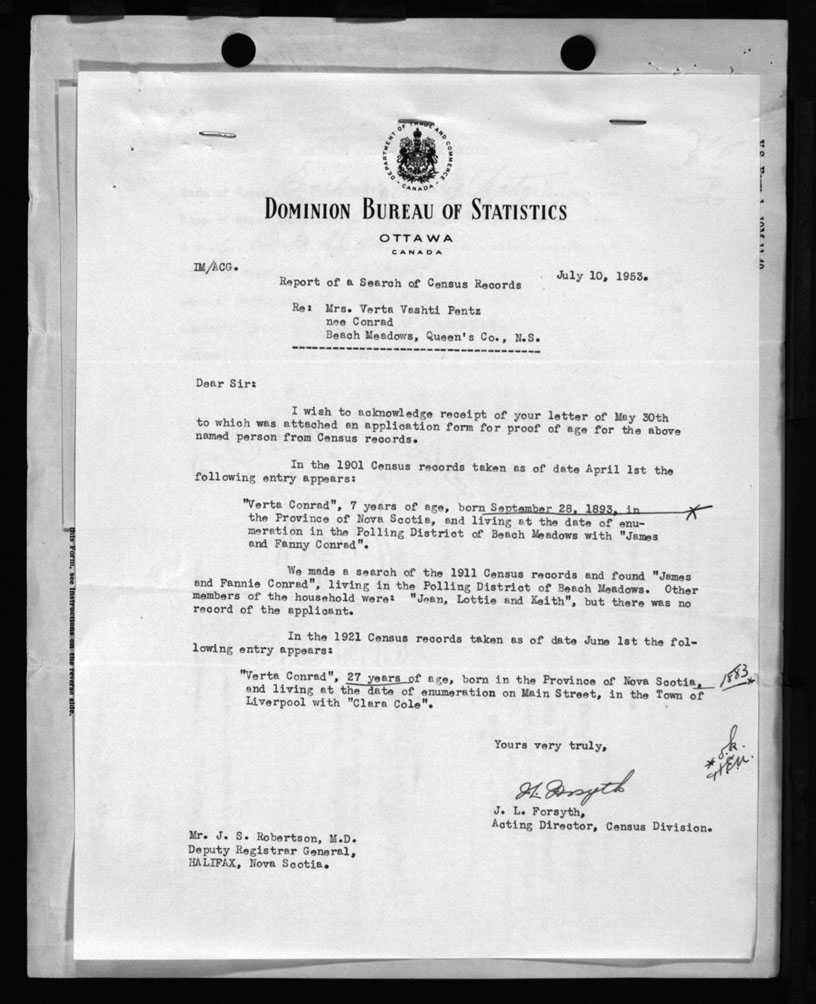 DEPARTMENT OF TRADE AND COMMERCE
CANADA
DOMINION BUREAU OF STATISTICS
OTTAWA
CANADA
IM/ACG.
July 10, 1953.
Report of a Search of Census Records
Re: Mrs. Verta Vashti Pentz
nee Conrad
Beach Meadows, Queen's Co., N.S.
Dear Sir:
I wish to acknowledge receipt of your letter of May 30th
to which was attached an application form for proof of age for the above
named person from Census records.
In the 1901 Census records taken as of date April 1st the
following entry appears:
"Verta Conrad", 7 years of age, born September 28, 1893, in
the Province of Nova Scotia, and living at the date of enu-
meration in the Polling District of Beach Meadows with "James
and Fanny Conrad".
We made a search of the 1911 Census records and found "James
and Fannie Conrad", living in the Polling District of Beach Meadows. Other
members of the household were: "Jean, Lottie and Keith", but there was no
record of the applicant.
In the 1921 Census records taken as of date June 1st the fol-
lowing entry appears:
"Verta Conrad", 27 years of age, born in the Province of Nova Scotia, 1883
and living at the date of enumeration on Main Street, in the Town of
Liverpool with "Clara Cole".
Yours very truly,
* o.k.
J.L. Forsyth
J. L. Forsyth,
Acting Director, Census Division.
Mr. J. S. Robertson, M.D.
Deputy Registrar General,
HALIFAX, Nova Scotia.
this Form, see Instructions on the reverse side.